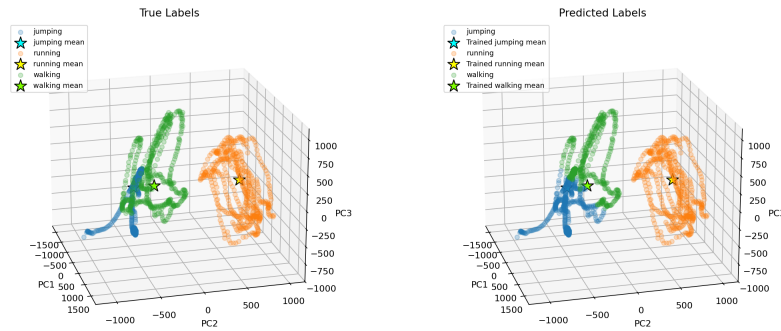 True Labels
jumping
jumping mean
running
running mean
walking
walking mean
1000
750
500
250
0
−250
−500
−750
−1000
PC3
−1500
−1000
−500
0
500
1000
1500
PC1
−1000
−500
0
500
1000
PC2
Predicted Labels
jumping
Trained jumping mean
running
Trained running mean
walking
Trained walking mean
1000
750
500
250
0
−250
−500
−750
−1000
PC3
−1500
−1000
−500
0
500
1000
1500
PC1
−1000
−500
0
500
1000
PC2